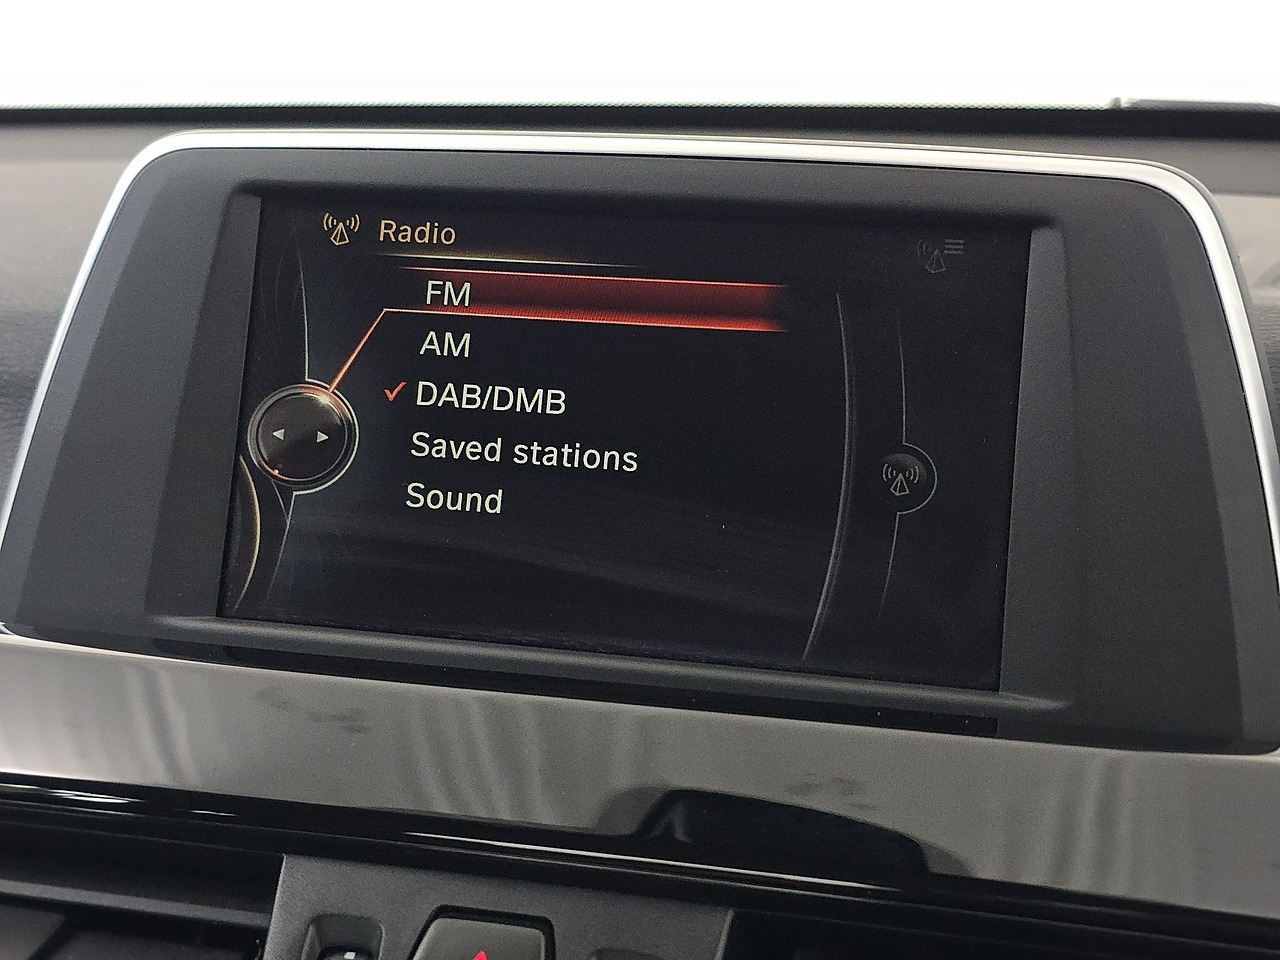 Radio
FM
AM
DAB/DMB
Saved stations
Sound